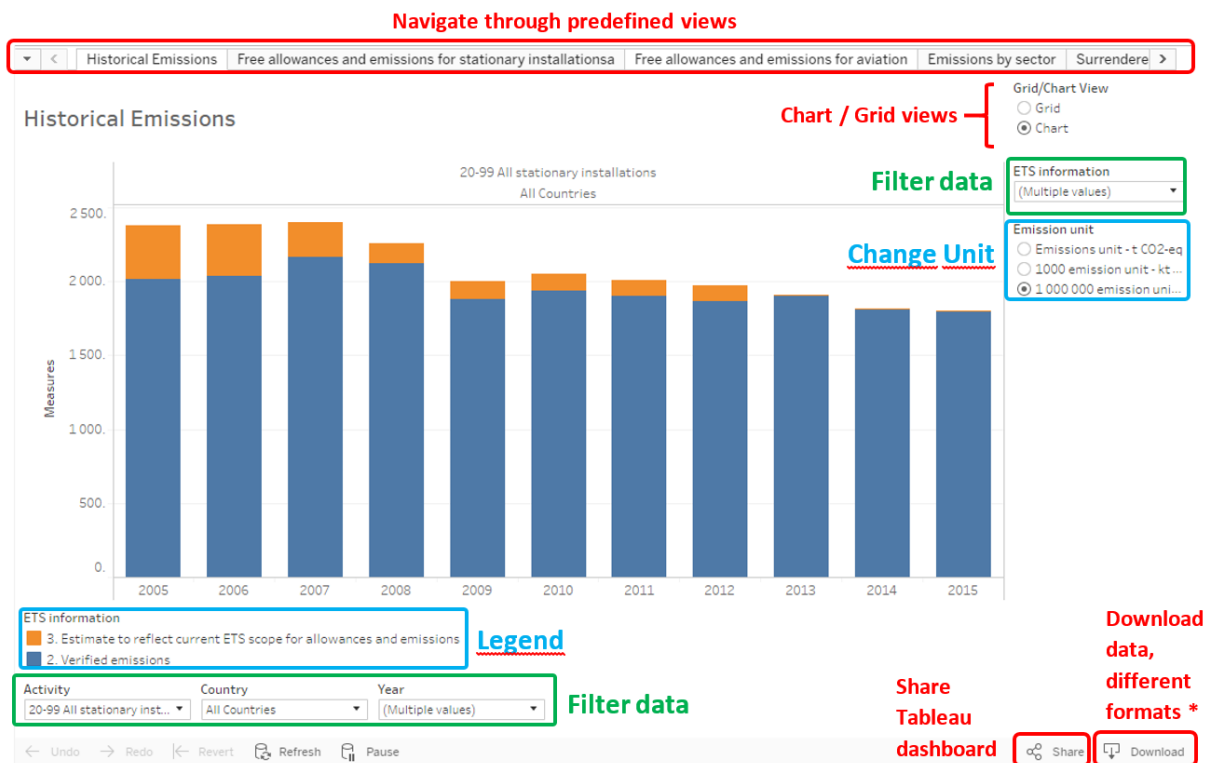 Navigate through predefined views
Historical Emissions
Free allowances and emissions for stationary installationsa
Free allowances and emissions for aviation
Emissions by sector
Surrendere
Historical Emissions
Chart / Grid views
Grid/Chart View
Grid
Chart
20-99 All stationary installations
All Countries
Filter data
ETS information
(Multiple values)
Change Unit
Emission unit
Emissions unit - t CO2-eq
1000 emission unit - kt ...
1 000 000 emission uni...
Measures
2 500.
2 000.
1 500.
1 000.
500.
0.
2005 2006 2007 2008 2009 2010 2011 2012 2013 2014 2015
ETS information
3. Estimate to reflect current ETS scope for allowances and emissions
2. Verified emissions
Legend
Activity
20-99 All stationary inst...
Country
All Countries
Year
(Multiple values)
Filter data
Share
Tableau
dashboard
Download
data,
different
formats *
Undo
Redo
Revert
Refresh
Pause
Share
Download